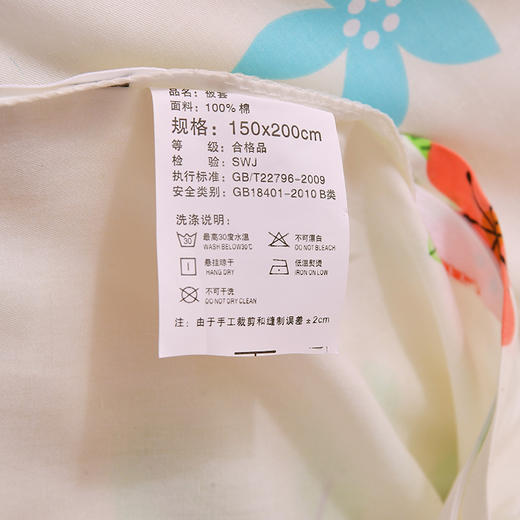 品名：被套
面料：100% 棉
规格：150x200cm
等 级：合格品
检 验：SWJ
执行标准：GB/T22796-2009
安全类别：GB18401-2010 B类
洗涤说明：
30 最高30度水温 不可漂白
WASH BELOW30℃ DO NOT BLEACH
悬挂晾干 低温熨烫
HANG DRY IRON ON LOW
不可干洗
DO NOT DRY CLEAN
注：由于手工裁剪和缝制误差±2cm